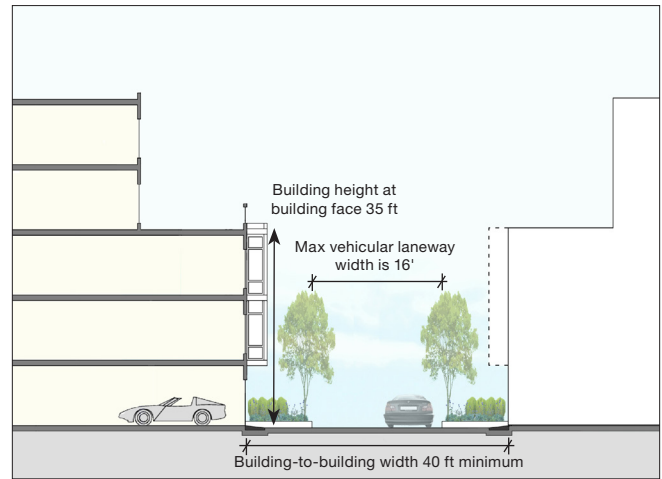 Building height at
building face 35 ft
Max vehicular laneway
width is 16'
Building-to-building width 40 ft minimum